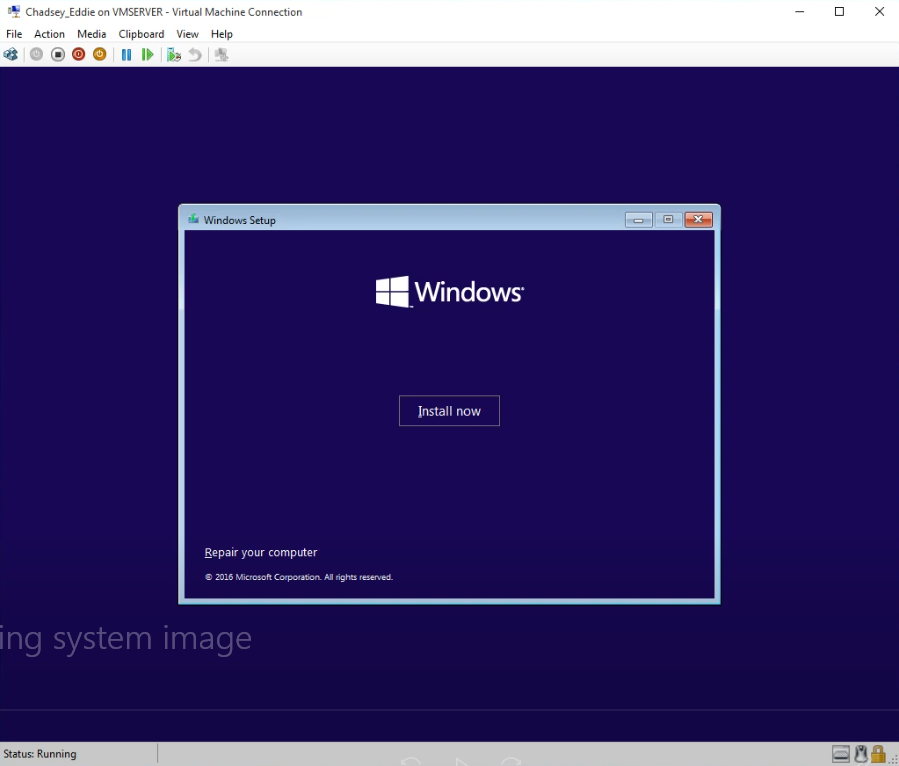 Chadsey_Eddie on VMSERVER - Virtual Machine Connection
File Action Media Clipboard View Help
Windows Setup
Windows
Install now
Repair your computer
© 2016 Microsoft Corporation. All rights reserved.
ing system image
Status: Running